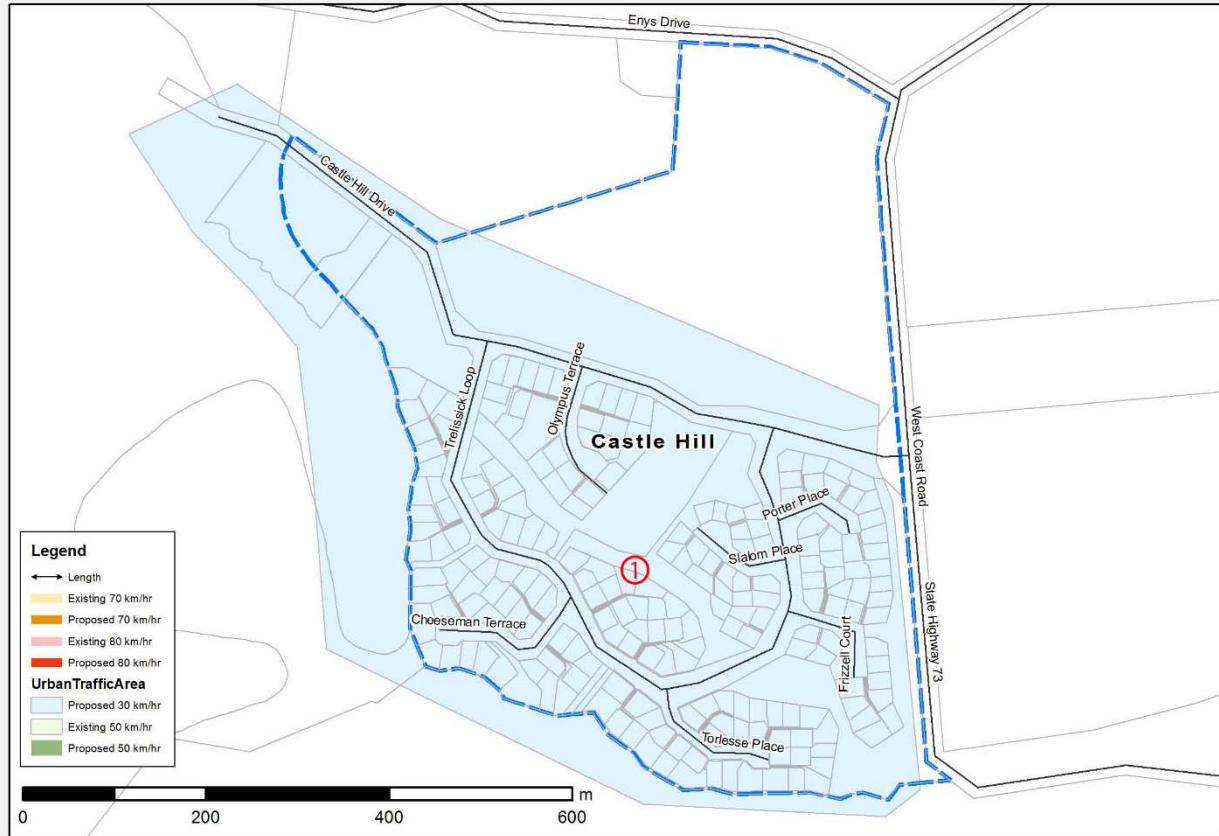 Enys Drive
Castle Hill Drive
Trelissick Loop
Olympus Terrace
Castle Hill
West Coast Road
Porter Place
Slalom Place
1
Cheeseman Terrace
Frizzell Court
State Highway 73
Torlesse Place
Legend
Length
Existing 70 km/hr
Proposed 70 km/hr
Existing 80 km/hr
Proposed 80 km/hr
UrbanTrafficArea
Proposed 30 km/hr
Existing 50 km/hr
Proposed 50 km/hr
0 200 400 600 m